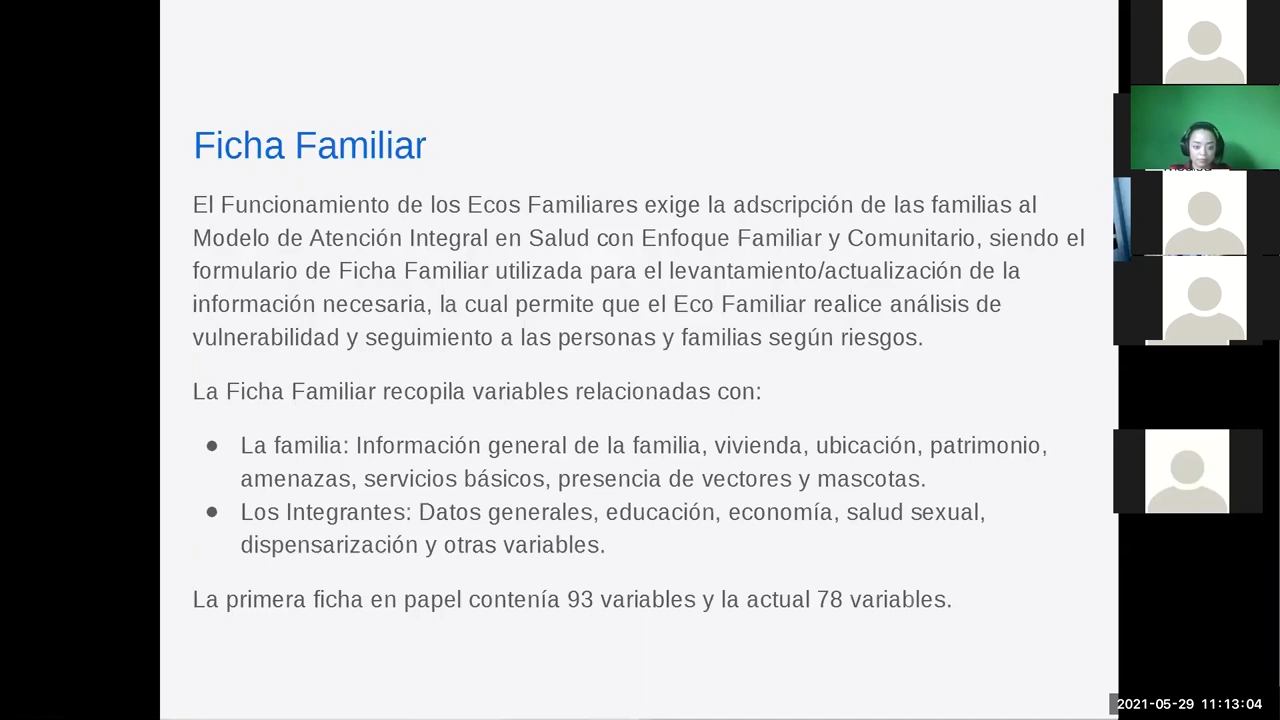 Ficha Familiar
El Funcionamiento de los Ecos Familiares exige la adscripción de las familias al
Modelo de Atención Integral en Salud con Enfoque Familiar y Comunitario, siendo el
formulario de Ficha Familiar utilizada para el levantamiento/actualización de la
información necesaria, la cual permite que el Eco Familiar realice análisis de
vulnerabilidad y seguimiento a las personas y familias según riesgos.
La Ficha Familiar recopila variables relacionadas con:
● La familia: Información general de la familia, vivienda, ubicación, patrimonio,
amenazas, servicios básicos, presencia de vectores y mascotas.
● Los Integrantes: Datos generales, educación, economía, salud sexual,
dispensarización y otras variables.
La primera ficha en papel contenía 93 variables y la actual 78 variables.
2021-05-29 11:13:04